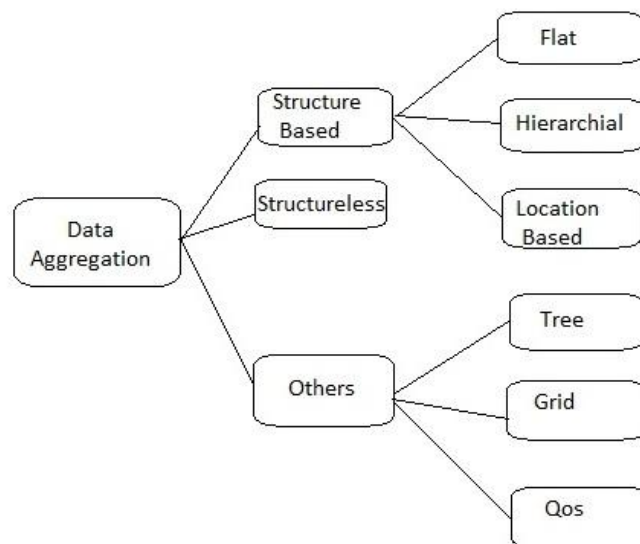 Flat
Structure
Based
Hierarchial
Structureless
Location
Based
Data
Aggregation
Tree
Others
Grid
Qos